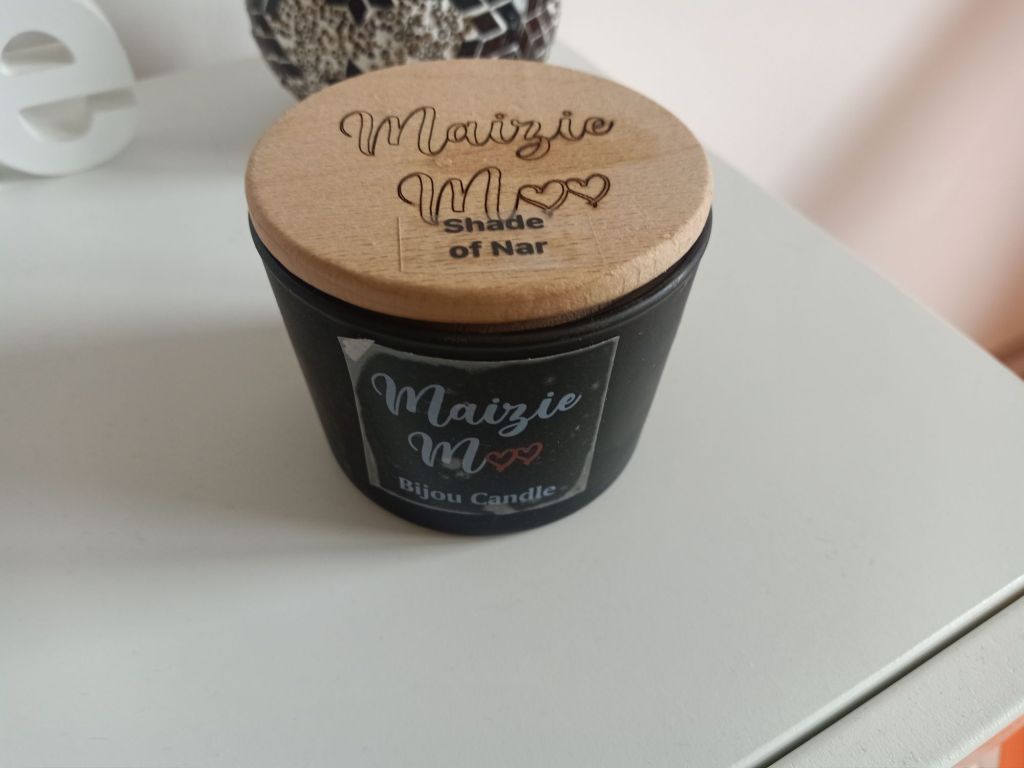 e
Maizie
M
Shade
of Nar
Maizie
M
Bijou Candle